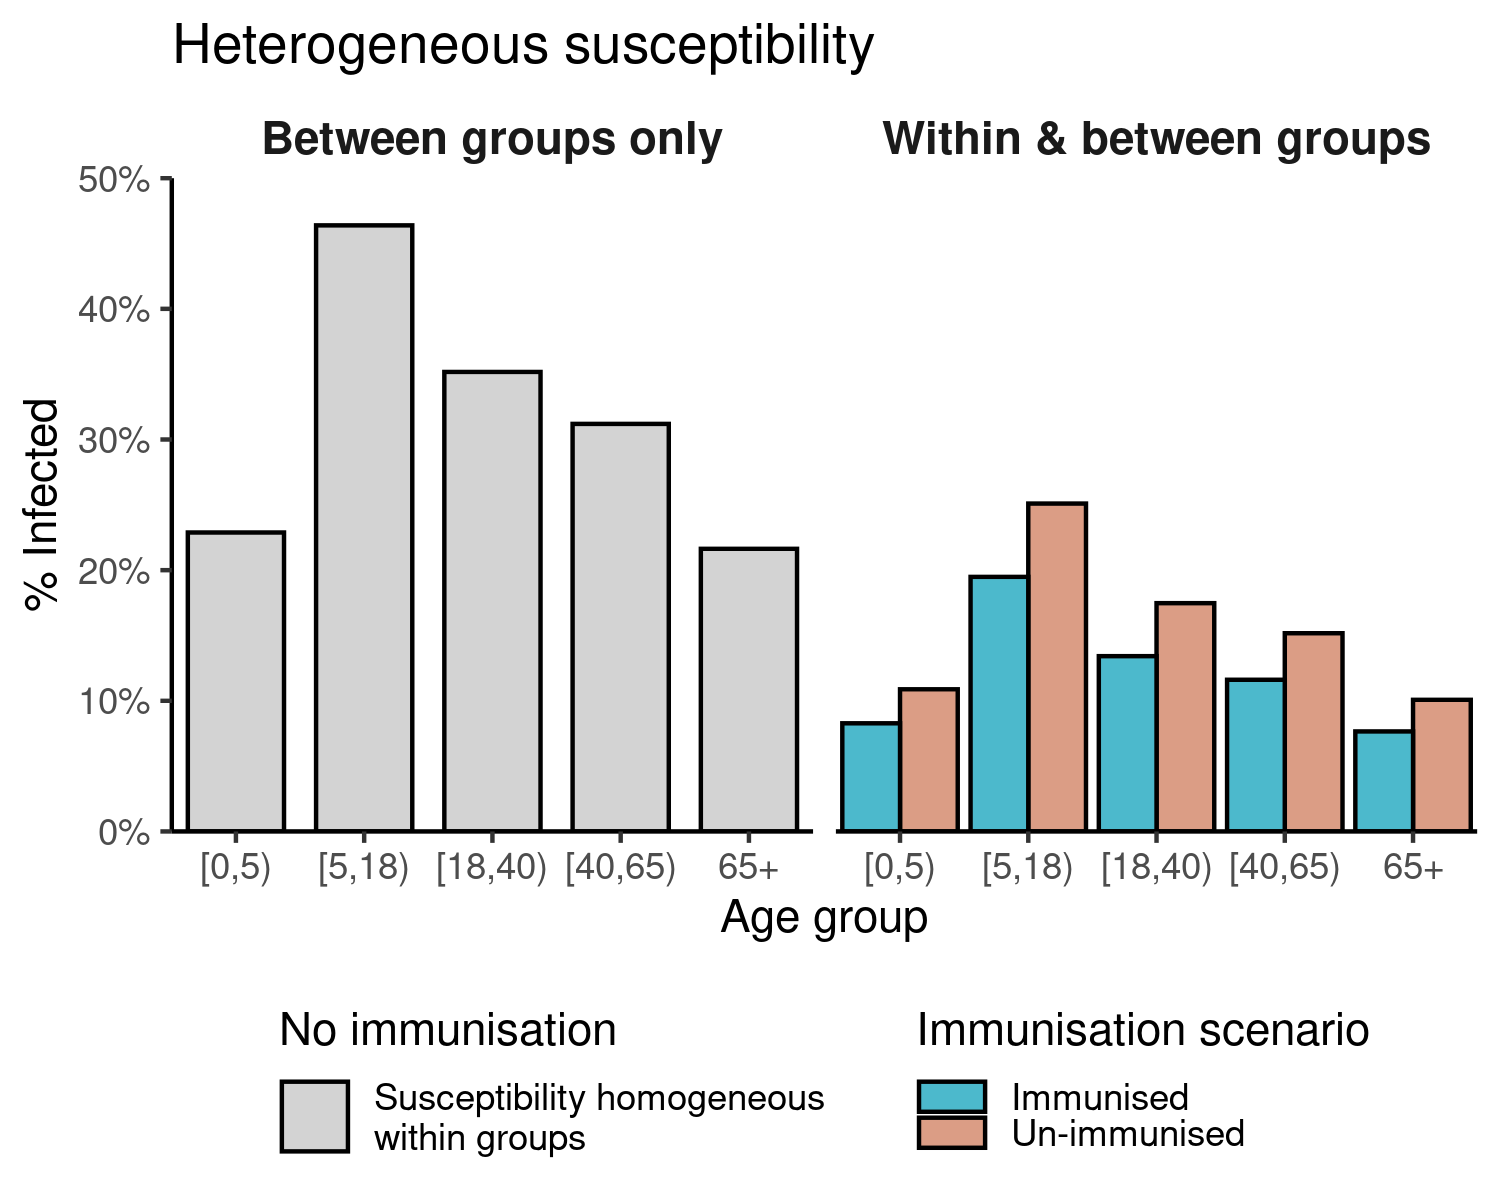 Heterogeneous susceptibility
Between groups only
Within & between groups
% Infected
50%
40%
30%
20%
10%
0%
[0,5)
[5,18)
[18,40)
[40,65)
65+
[0,5)
[5,18)
[18,40)
[40,65)
65+
Age group
No immunisation
Susceptibility homogeneous
within groups
Immunisation scenario
Immunised
Un-immunised